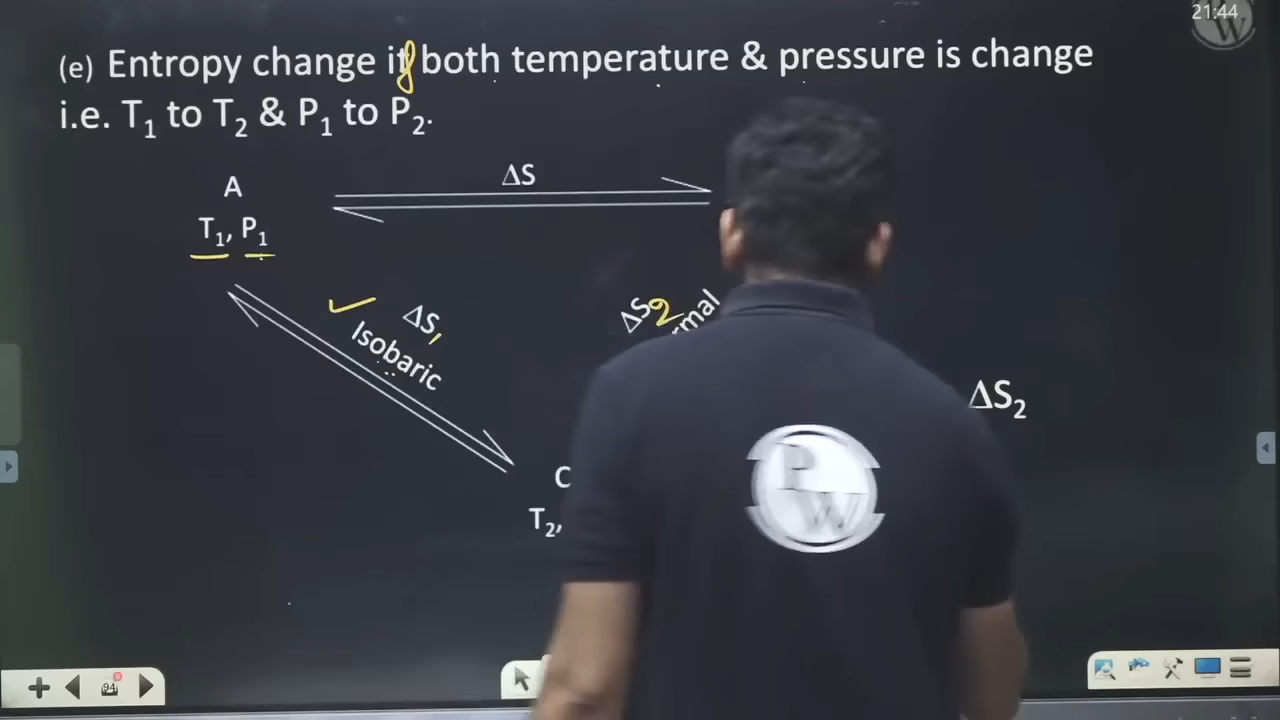 21:44
(e) Entropy change if both temperature & pressure is change
i.e. T₁ to T₂ & P₁ to P₂.
ΔS
A
T₁, P₁
ΔS₁
Isobaric
ΔS₂
ΔS₂
C
T₂,
94
P
W
W